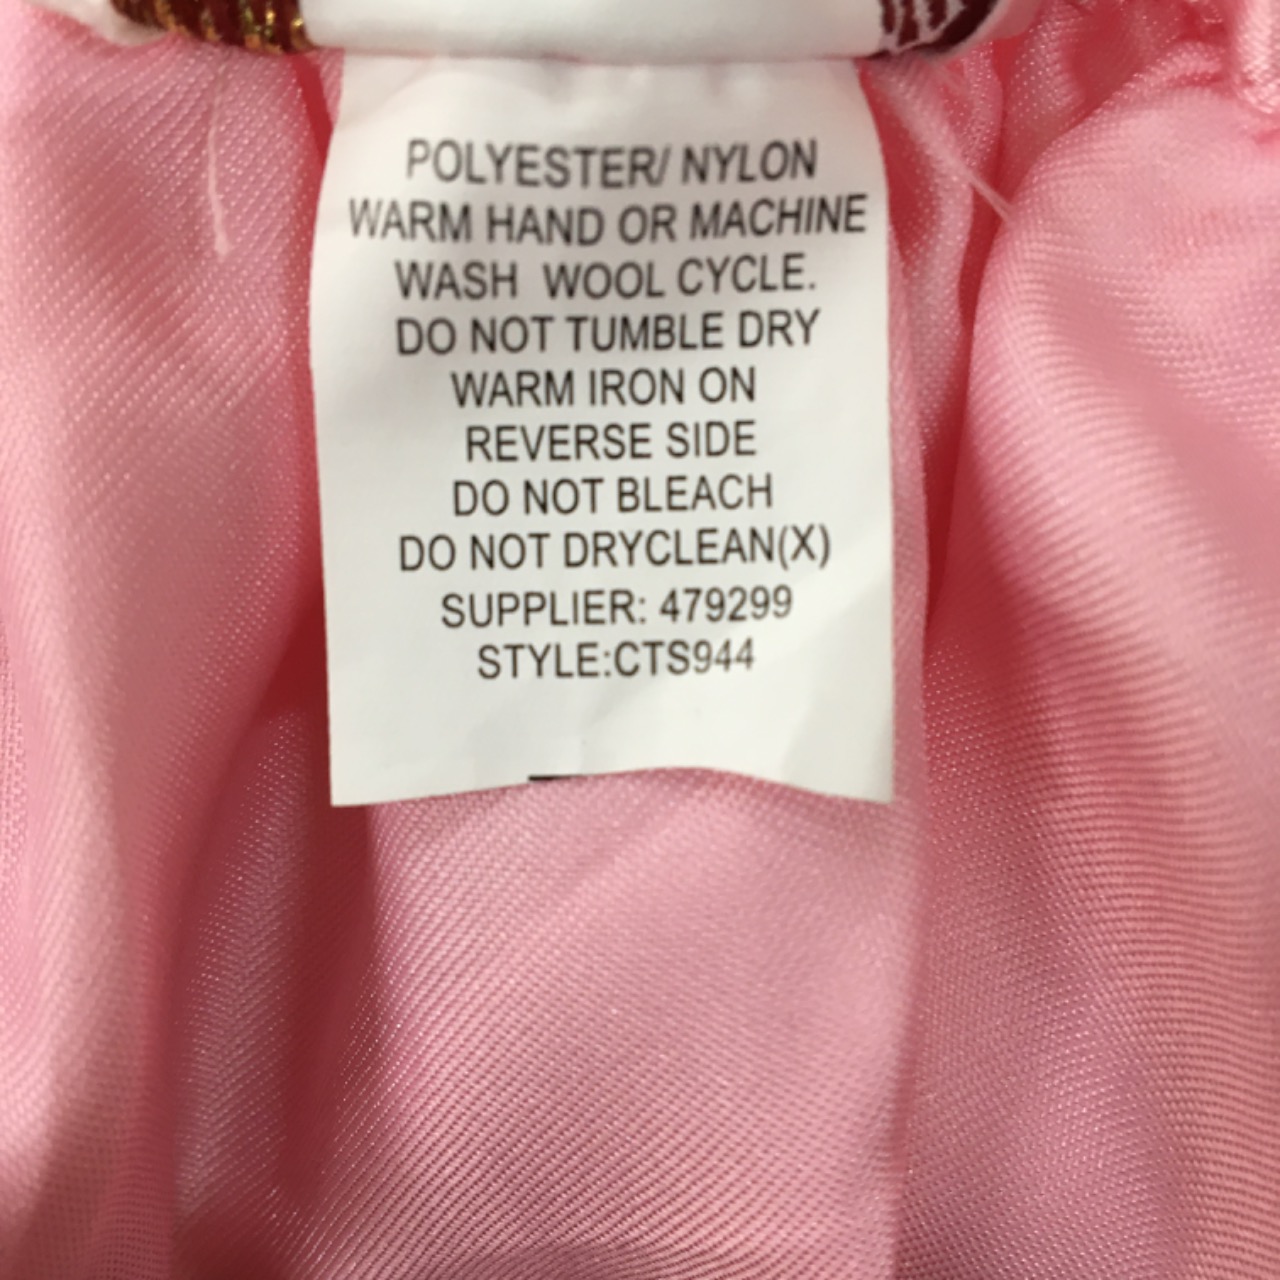 POLYESTER/ NYLON
WARM HAND OR MACHINE
WASH WOOL CYCLE.
DO NOT TUMBLE DRY
WARM IRON ON
REVERSE SIDE
DO NOT BLEACH
DO NOT DRYCLEAN(X)
SUPPLIER: 479299
STYLE:CTS944